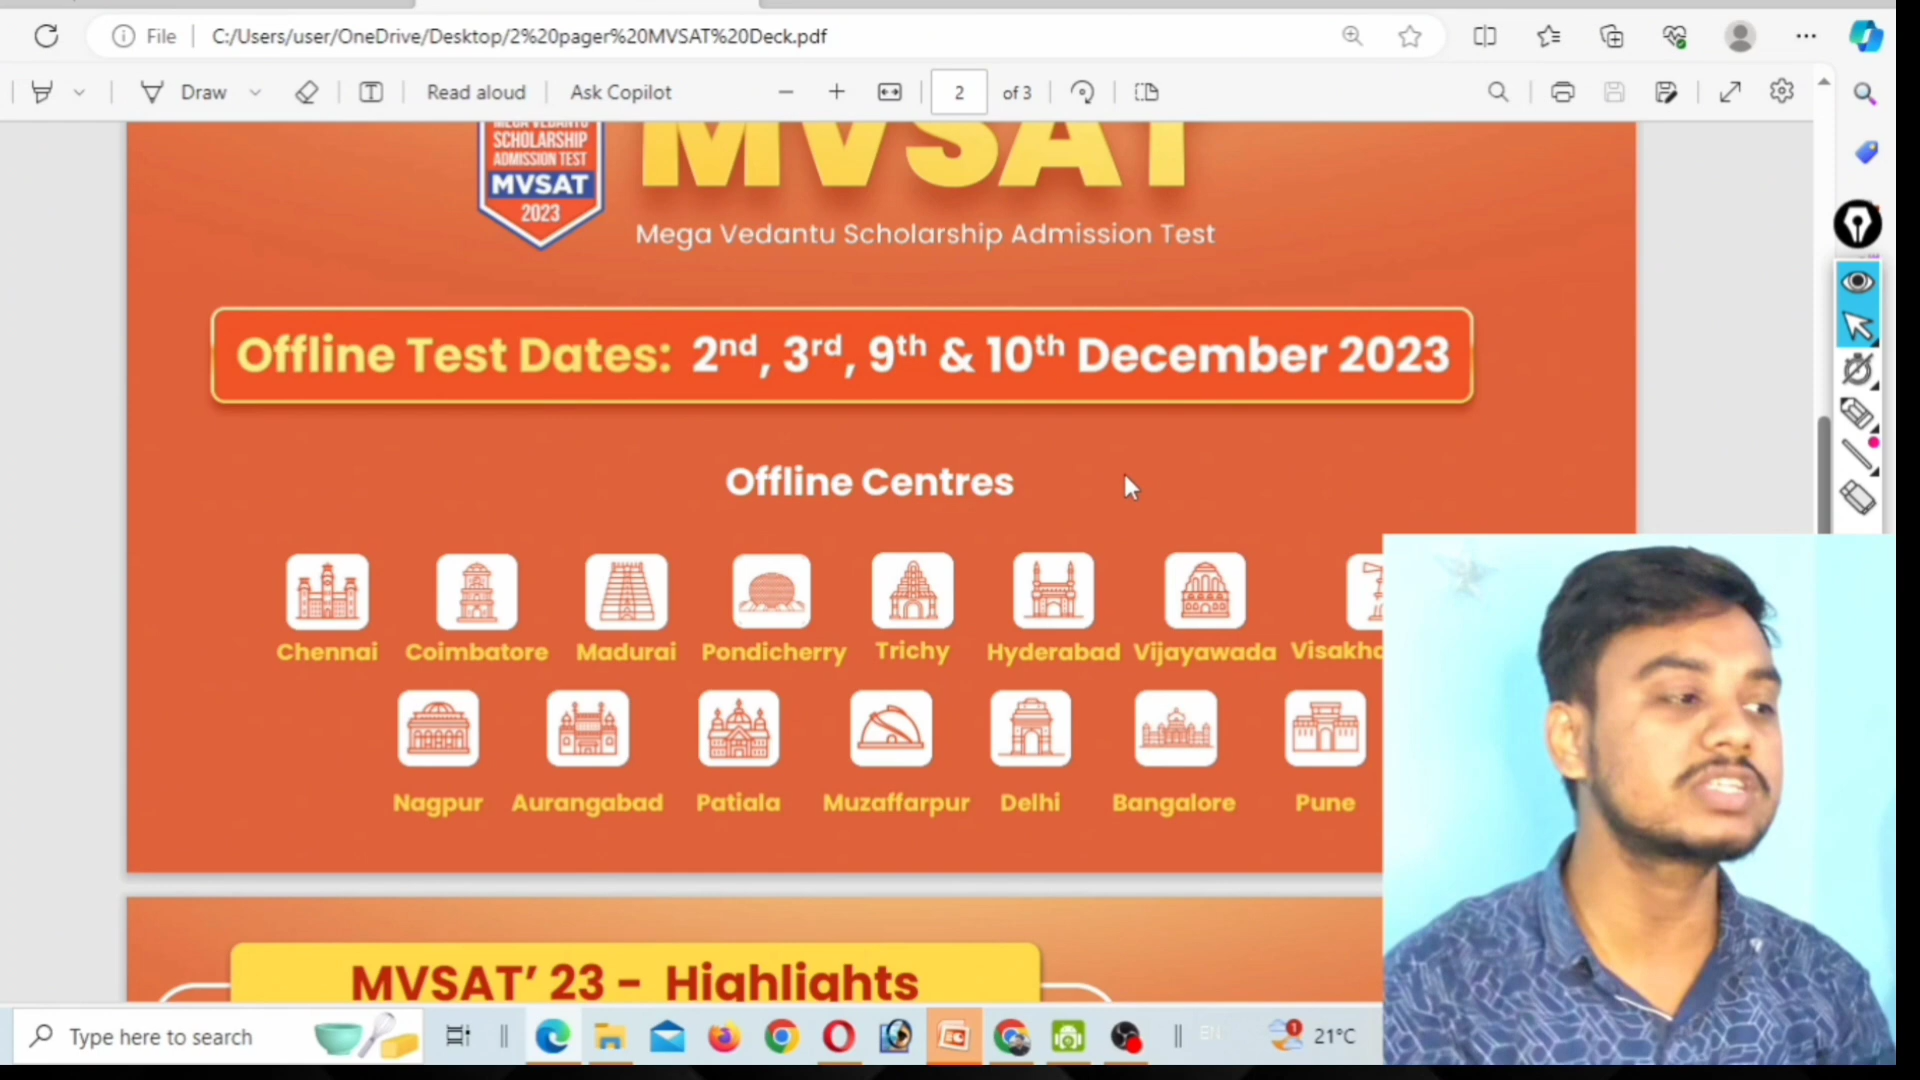 File
C:/Users/user/OneDrive/Desktop/2%20pager%20MVSAT%20Deck.pdf
Draw
Read aloud
Ask Copilot
2
of 3
SCHOLARSHIP
ADMISSION TEST
MVSAT
2023
MVSAT
Mega Vedantu Scholarship Admission Test
Offline Test Dates: 2nd, 3rd, 9th & 10th December 2023
Offline Centres
Chennai Coimbatore Madurai Pondicherry Trichy Hyderabad Vijayawada Visakha
Nagpur Aurangabad Patiala Muzaffarpur Delhi Bangalore Pune
MVSAT' 23 - Highlights
Type here to search
EN
1
21°C